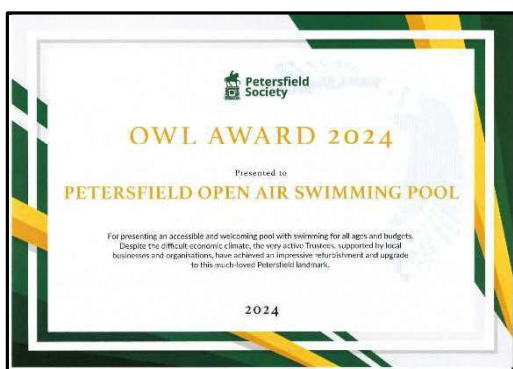 Petersfield
Society
OWL AWARD 2024
Presented to
PETERSFIELD OPEN AIR SWIMMING POOL
For presenting an accessible and welcoming pool with swimming for all ages and budgets.
Despite the difficult economic climate, the very active Trustees, supported by local
businesses and organisations, have achieved an impressive refurbishment and upgrade
to this much-loved Petersfield landmark.
2024